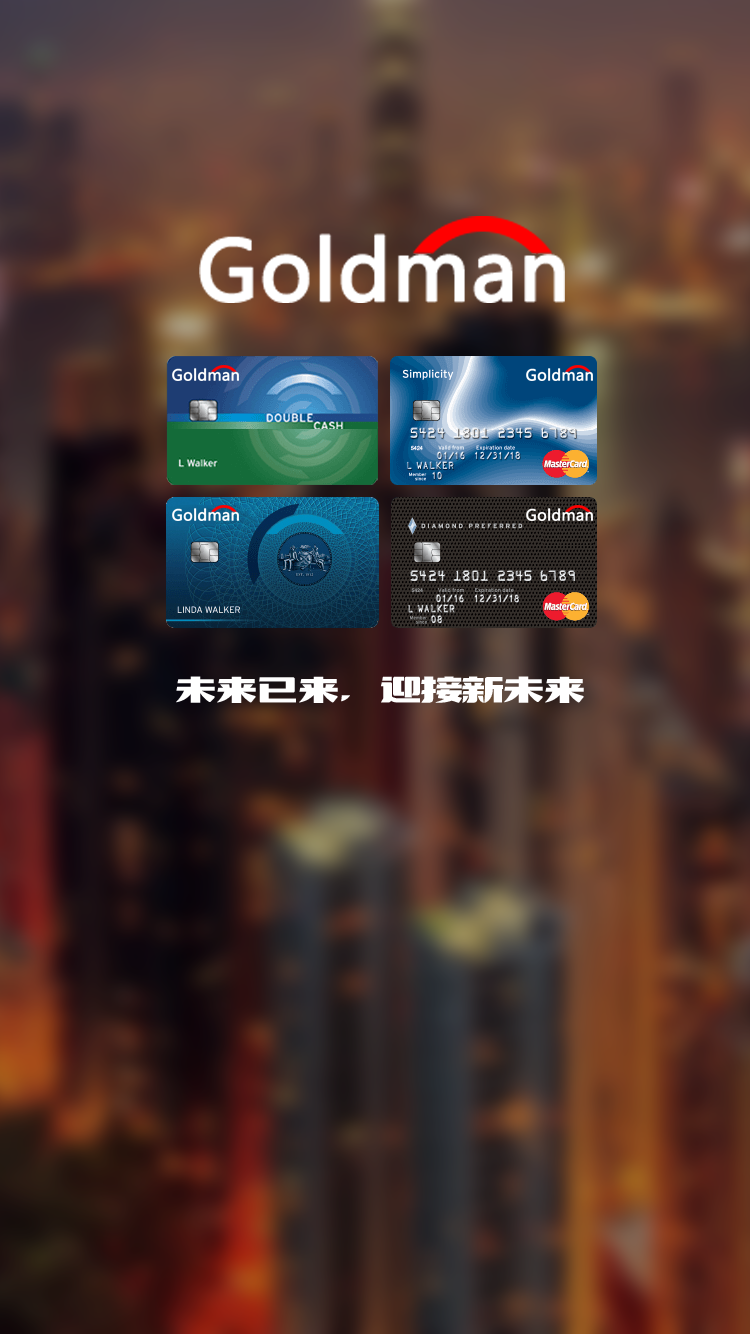 Goldman
Goldman
DOUBLE
CASH
L Walker
Simplicity
Goldman
5424 1801 2345 6789
5424
Valid from
Expiration date
01/16
12/31/18
L WALKER
Member
since
10
MasterCard
Goldman
LINDA WALKER
DIAMOND PREFERRED
Goldman
5424 1801 2345 6789
5424
Valid from
Expiration date
01/16
12/31/18
L WALKER
Member
since
08
MasterCard
未来已来,迎接新未来